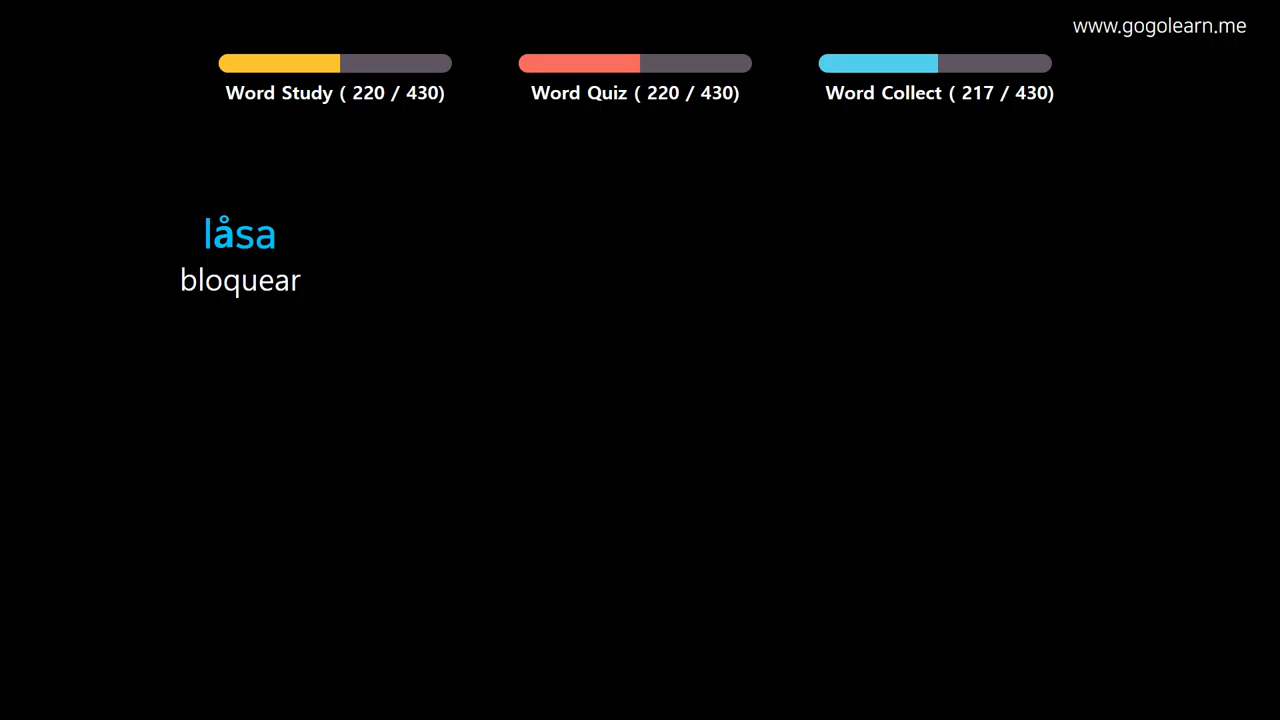 www.gogolearn.me
Word Study ( 220 / 430)
Word Quiz ( 220 / 430)
Word Collect ( 217 / 430)
låsa
bloquear